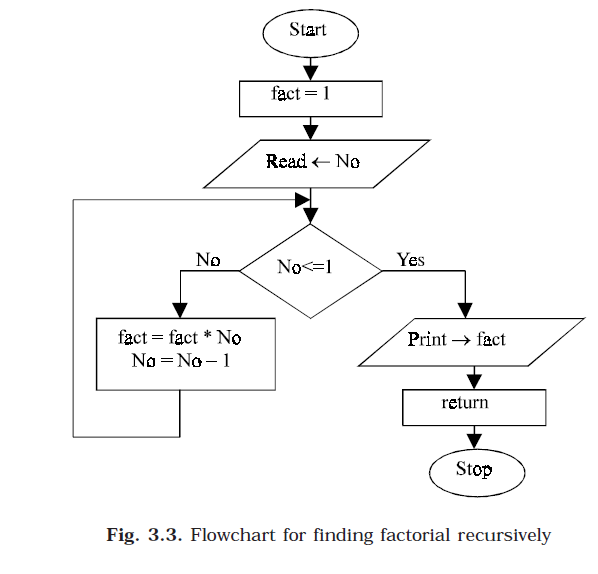 Start
fact = 1
Read ← No
No<=1
No
Yes
fact = fact * No
No = No – 1
Print → fact
return
Stop
Fig. 3.3. Flowchart for finding factorial recursively